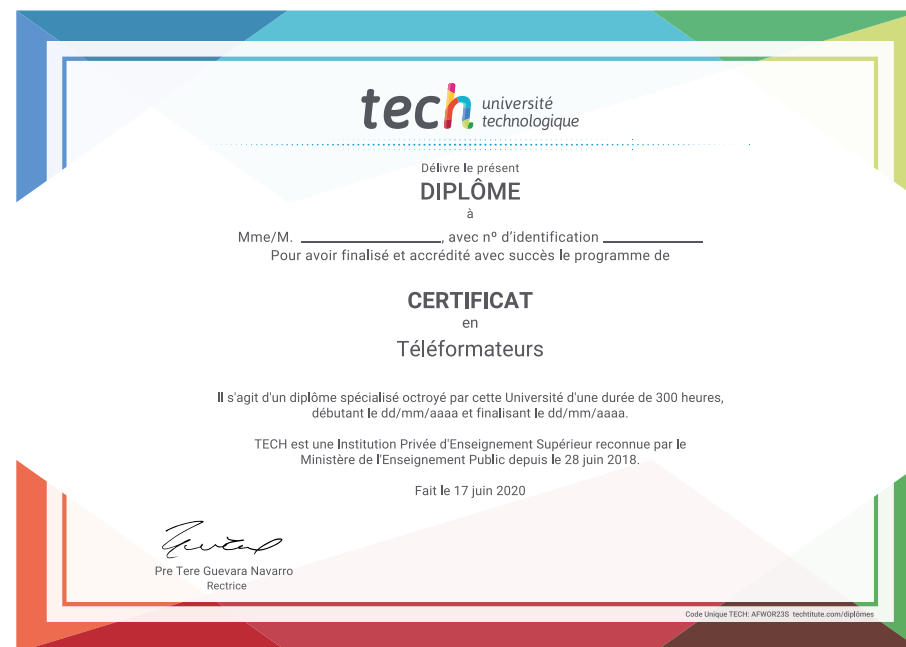 tech université
technologique
Délivre le présent
DIPLÔME
à
Mme/M. ____________________, avec nº d'identification ______________
Pour avoir finalisé et accrédité avec succès le programme de
CERTIFICAT
en
Téléformateurs
Il s'agit d'un diplôme spécialisé octroyé par cette Université d'une durée de 300 heures,
débutant le dd/mm/aaaa et finalisant le dd/mm/aaaa.
TECH est une Institution Privée d'Enseignement Supérieur reconnue par le
Ministère de l'Enseignement Public depuis le 28 juin 2018.
Fait le 17 juin 2020
Pre Tere Guevara Navarro
Rectrice
Code Unique TECH: AFWOR23S techtitute.com/diplômes